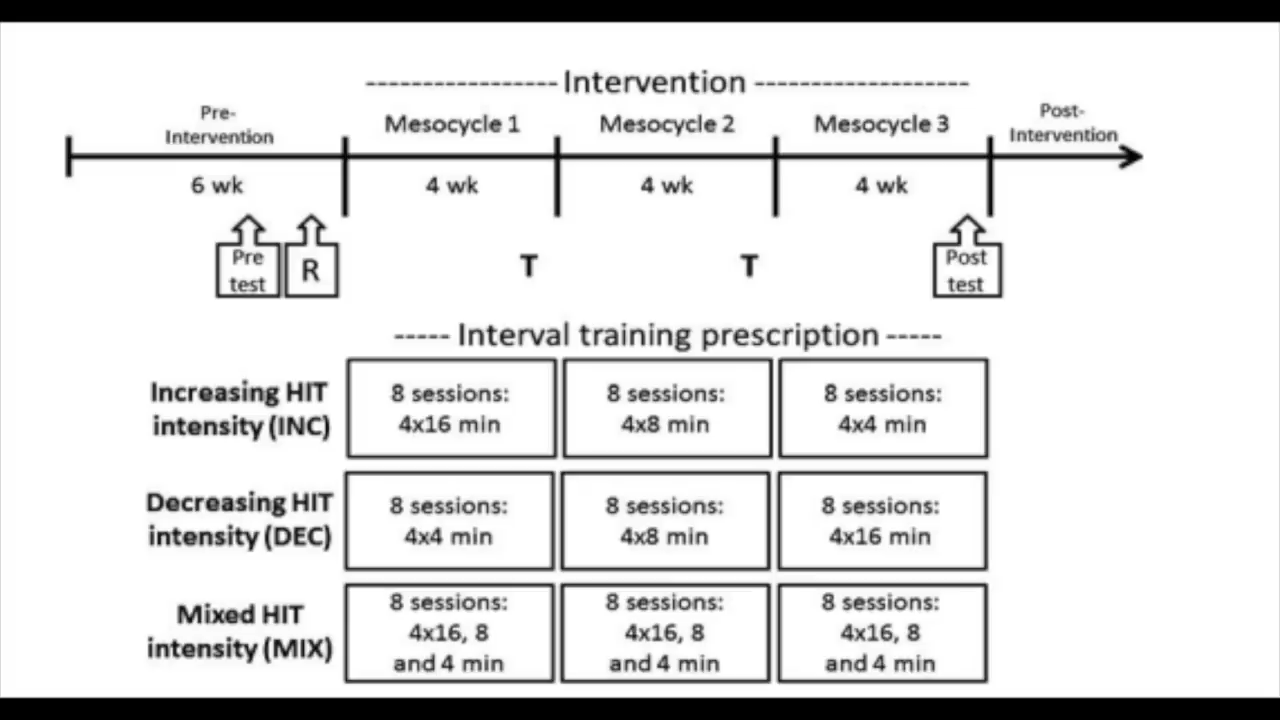 ----------------- Intervention -------------------
Pre-
Intervention
Mesocycle 1
Mesocycle 2
Mesocycle 3
Post-
Intervention
6 wk
4 wk
4 wk
4 wk
Pre
test
R
T
T
Post
test
----- Interval training prescription -----
Increasing HIT
intensity (INC)
8 sessions:
4x16 min
8 sessions:
4x8 min
8 sessions:
4x4 min
Decreasing HIT
intensity (DEC)
8 sessions:
4x4 min
8 sessions:
4x8 min
8 sessions:
4x16 min
Mixed HIT
intensity (MIX)
8 sessions:
4x16, 8
and 4 min
8 sessions:
4x16, 8
and 4 min
8 sessions:
4x16, 8
and 4 min